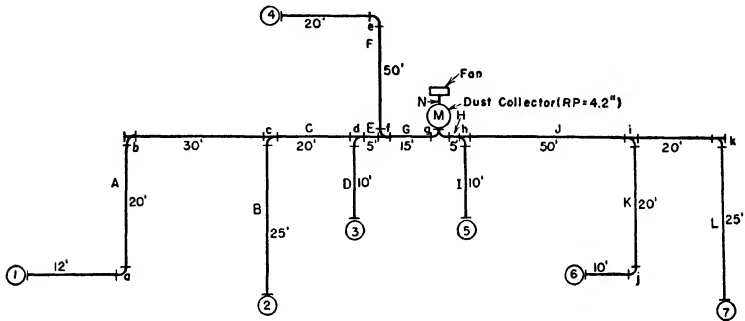 4
20'
e
F
50'
Fan
N
M
Dust Collector (RP=4.2")
H
b
30'
c
C
20'
d
E
5'
f
G
15'
g
5'
h
J
50'
i
20'
k
A
20'
B
25'
D
10'
I
10'
K
20'
L
25'
1
12'
a
2
3
5
6
10'
j
7